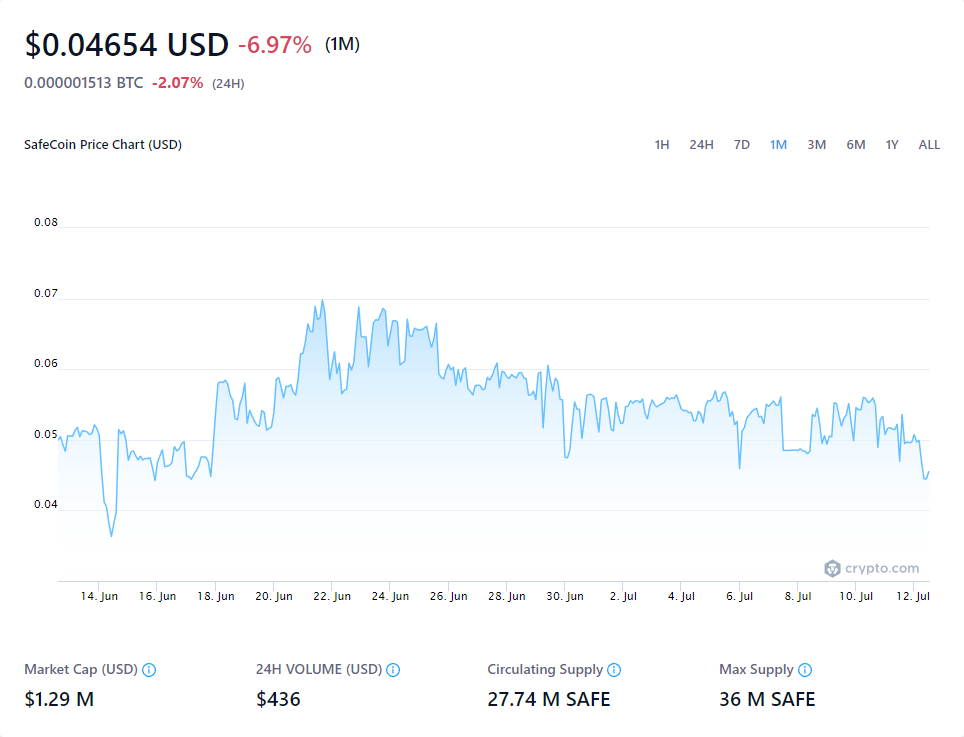 $0.04654 USD -6.97% (1M)
0.000001513 BTC -2.07% (24H)
SafeCoin Price Chart (USD) 1H 24H 7D 1M 3M 6M 1Y ALL
0.08
0.07
0.06
0.05
0.04
crypto.com
14. Jun 16. Jun 18. Jun 20. Jun 22. Jun 24. Jun 26. Jun 28. Jun 30. Jun 2. Jul 4. Jul 6. Jul 8. Jul 10. Jul 12. Jul
Market Cap (USD) 24H VOLUME (USD) Circulating Supply Max Supply
$1.29 M $436 27.74 M SAFE 36 M SAFE